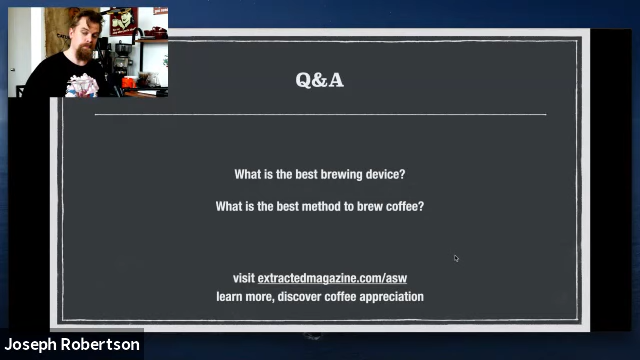 Q&A
What is the best brewing device?
What is the best method to brew coffee?
visit extractedmagazine.com/asw
learn more, discover coffee appreciation
Joseph Robertson